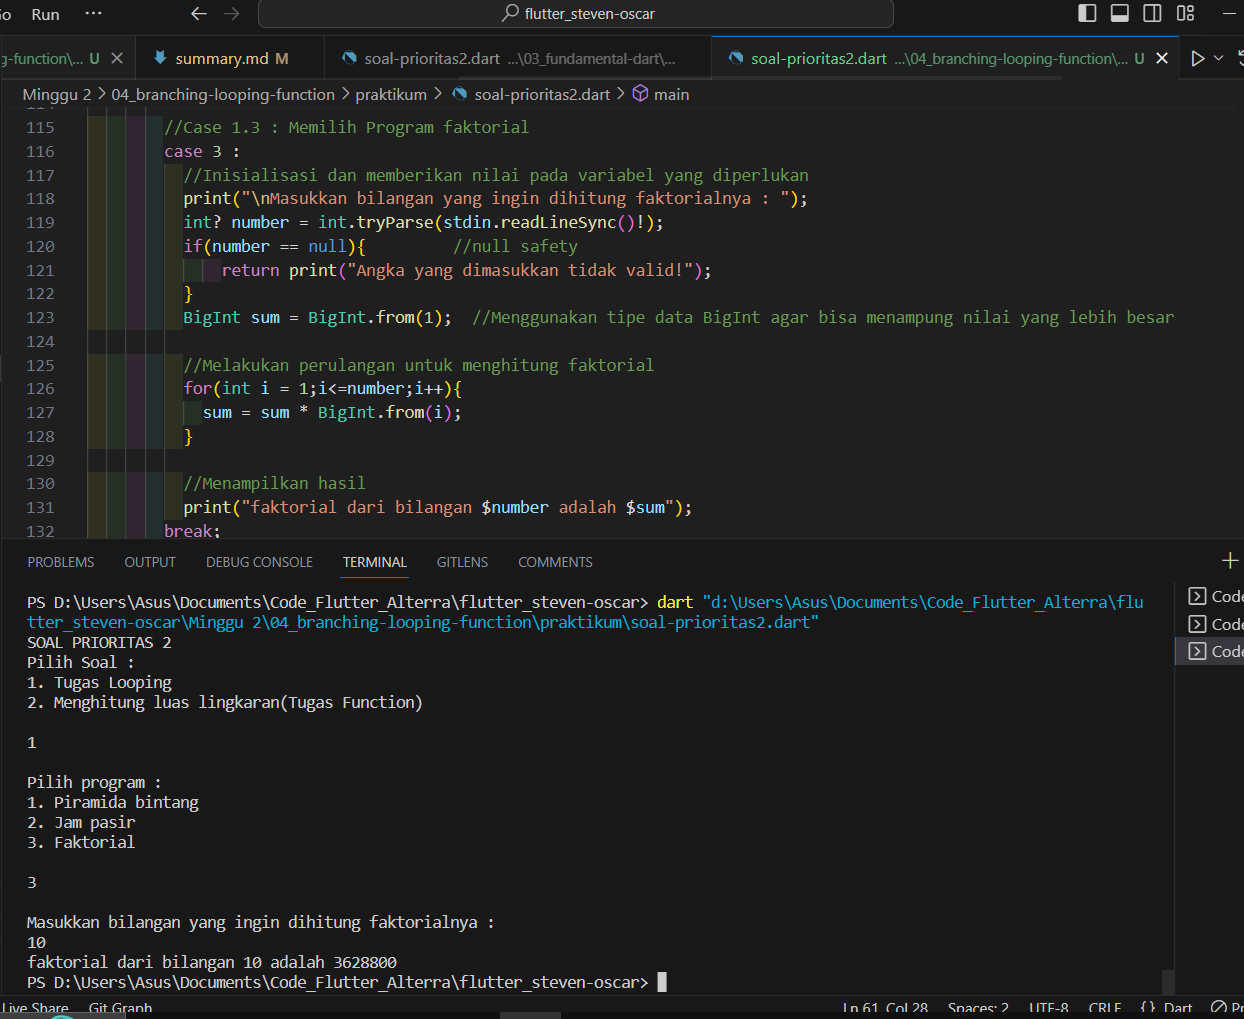 Run ···
flutter_steven-oscar
g-function\... U
summary.md M
soal-prioritas2.dart ...\03_fundamental-dart\...
soal-prioritas2.dart ...\04_branching-looping-function\... U
Minggu 2 > 04_branching-looping-function > praktikum > soal-prioritas2.dart > main
115 //Case 1.3 : Memilih Program faktorial
116 case 3 :
117 //Inisialisasi dan memberikan nilai pada variabel yang diperlukan
118 print("\nMasukkan bilangan yang ingin dihitung faktorialnya : ");
119 int? number = int.tryParse(stdin.readLineSync()!);
120 if(number == null){ //null safety
121 return print("Angka yang dimasukkan tidak valid!");
122 }
123 BigInt sum = BigInt.from(1); //Menggunakan tipe data BigInt agar bisa menampung nilai yang lebih besar
124
125 //Melakukan perulangan untuk menghitung faktorial
126 for(int i = 1;i<=number;i++){
127 sum = sum * BigInt.from(i);
128 }
129
130 //Menampilkan hasil
131 print("faktorial dari bilangan $number adalah $sum");
132 break;
PROBLEMS OUTPUT DEBUG CONSOLE TERMINAL GITLENS COMMENTS
PS D:\Users\Asus\Documents\Code_Flutter_Alterra\flutter_steven-oscar> dart "d:\Users\Asus\Documents\Code_Flutter_Alterra\flu
tter_steven-oscar\Minggu 2\04_branching-looping-function\praktikum\soal-prioritas2.dart"
SOAL PRIORITAS 2
Pilih Soal :
1. Tugas Looping
2. Menghitung luas lingkaran(Tugas Function)
1
Pilih program :
1. Piramida bintang
2. Jam pasir
3. Faktorial
3
Masukkan bilangan yang ingin dihitung faktorialnya :
10
faktorial dari bilangan 10 adalah 3628800
PS D:\Users\Asus\Documents\Code_Flutter_Alterra\flutter_steven-oscar>
Code
Code
Code
Live Share Git Graph Ln 61, Col 28 Spaces: 2 UTF-8 CRLF {} Dart